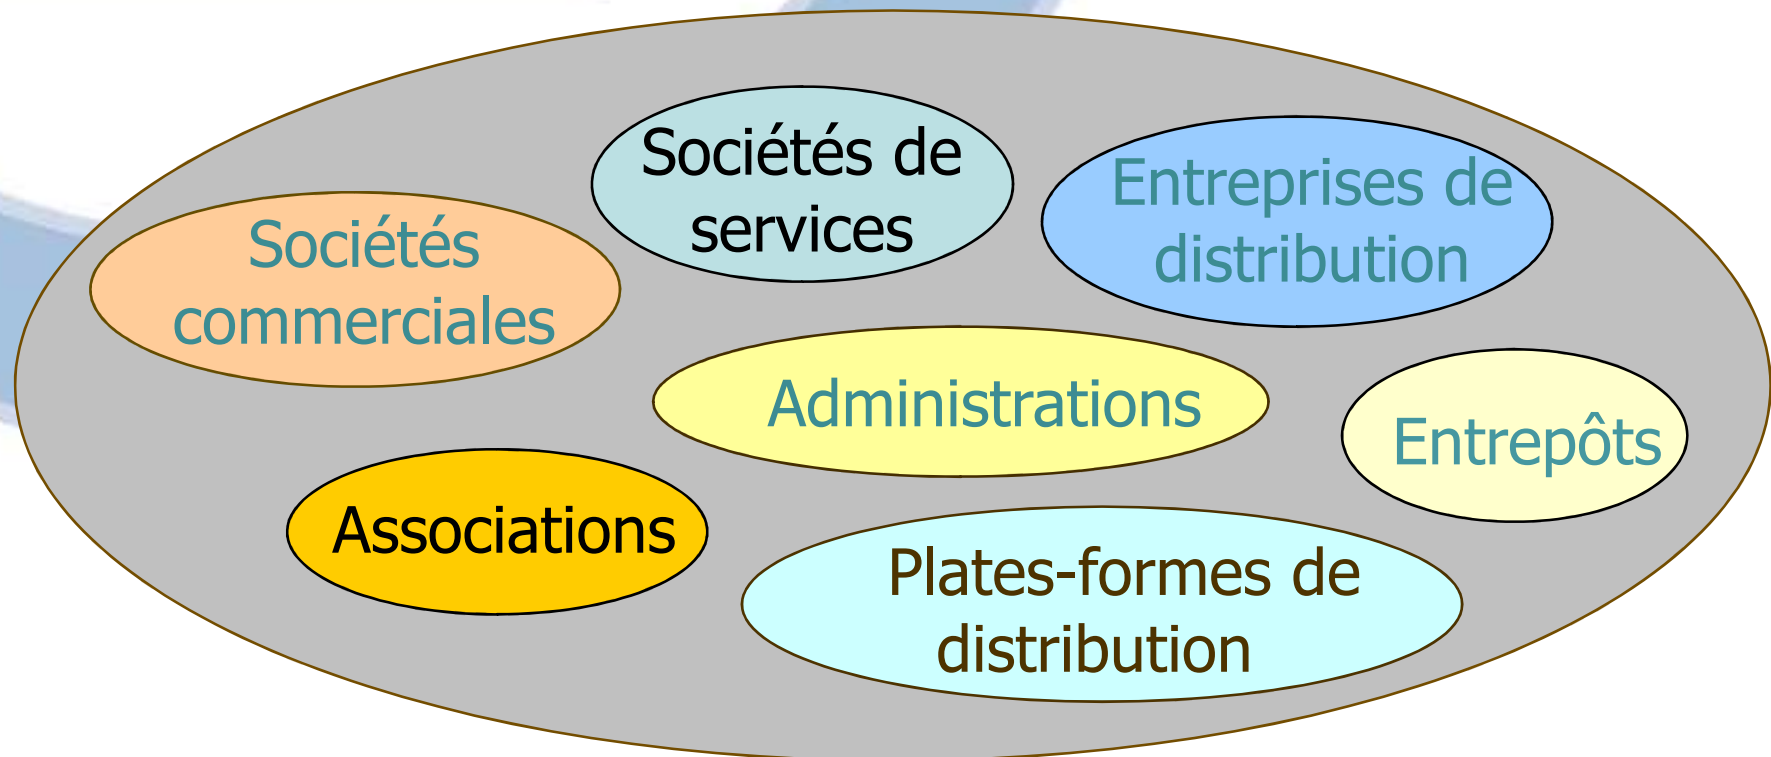 Sociétés de
services
Entreprises de
distribution
Sociétés
commerciales
Administrations
Entrepôts
Associations
Plates-formes de
distribution